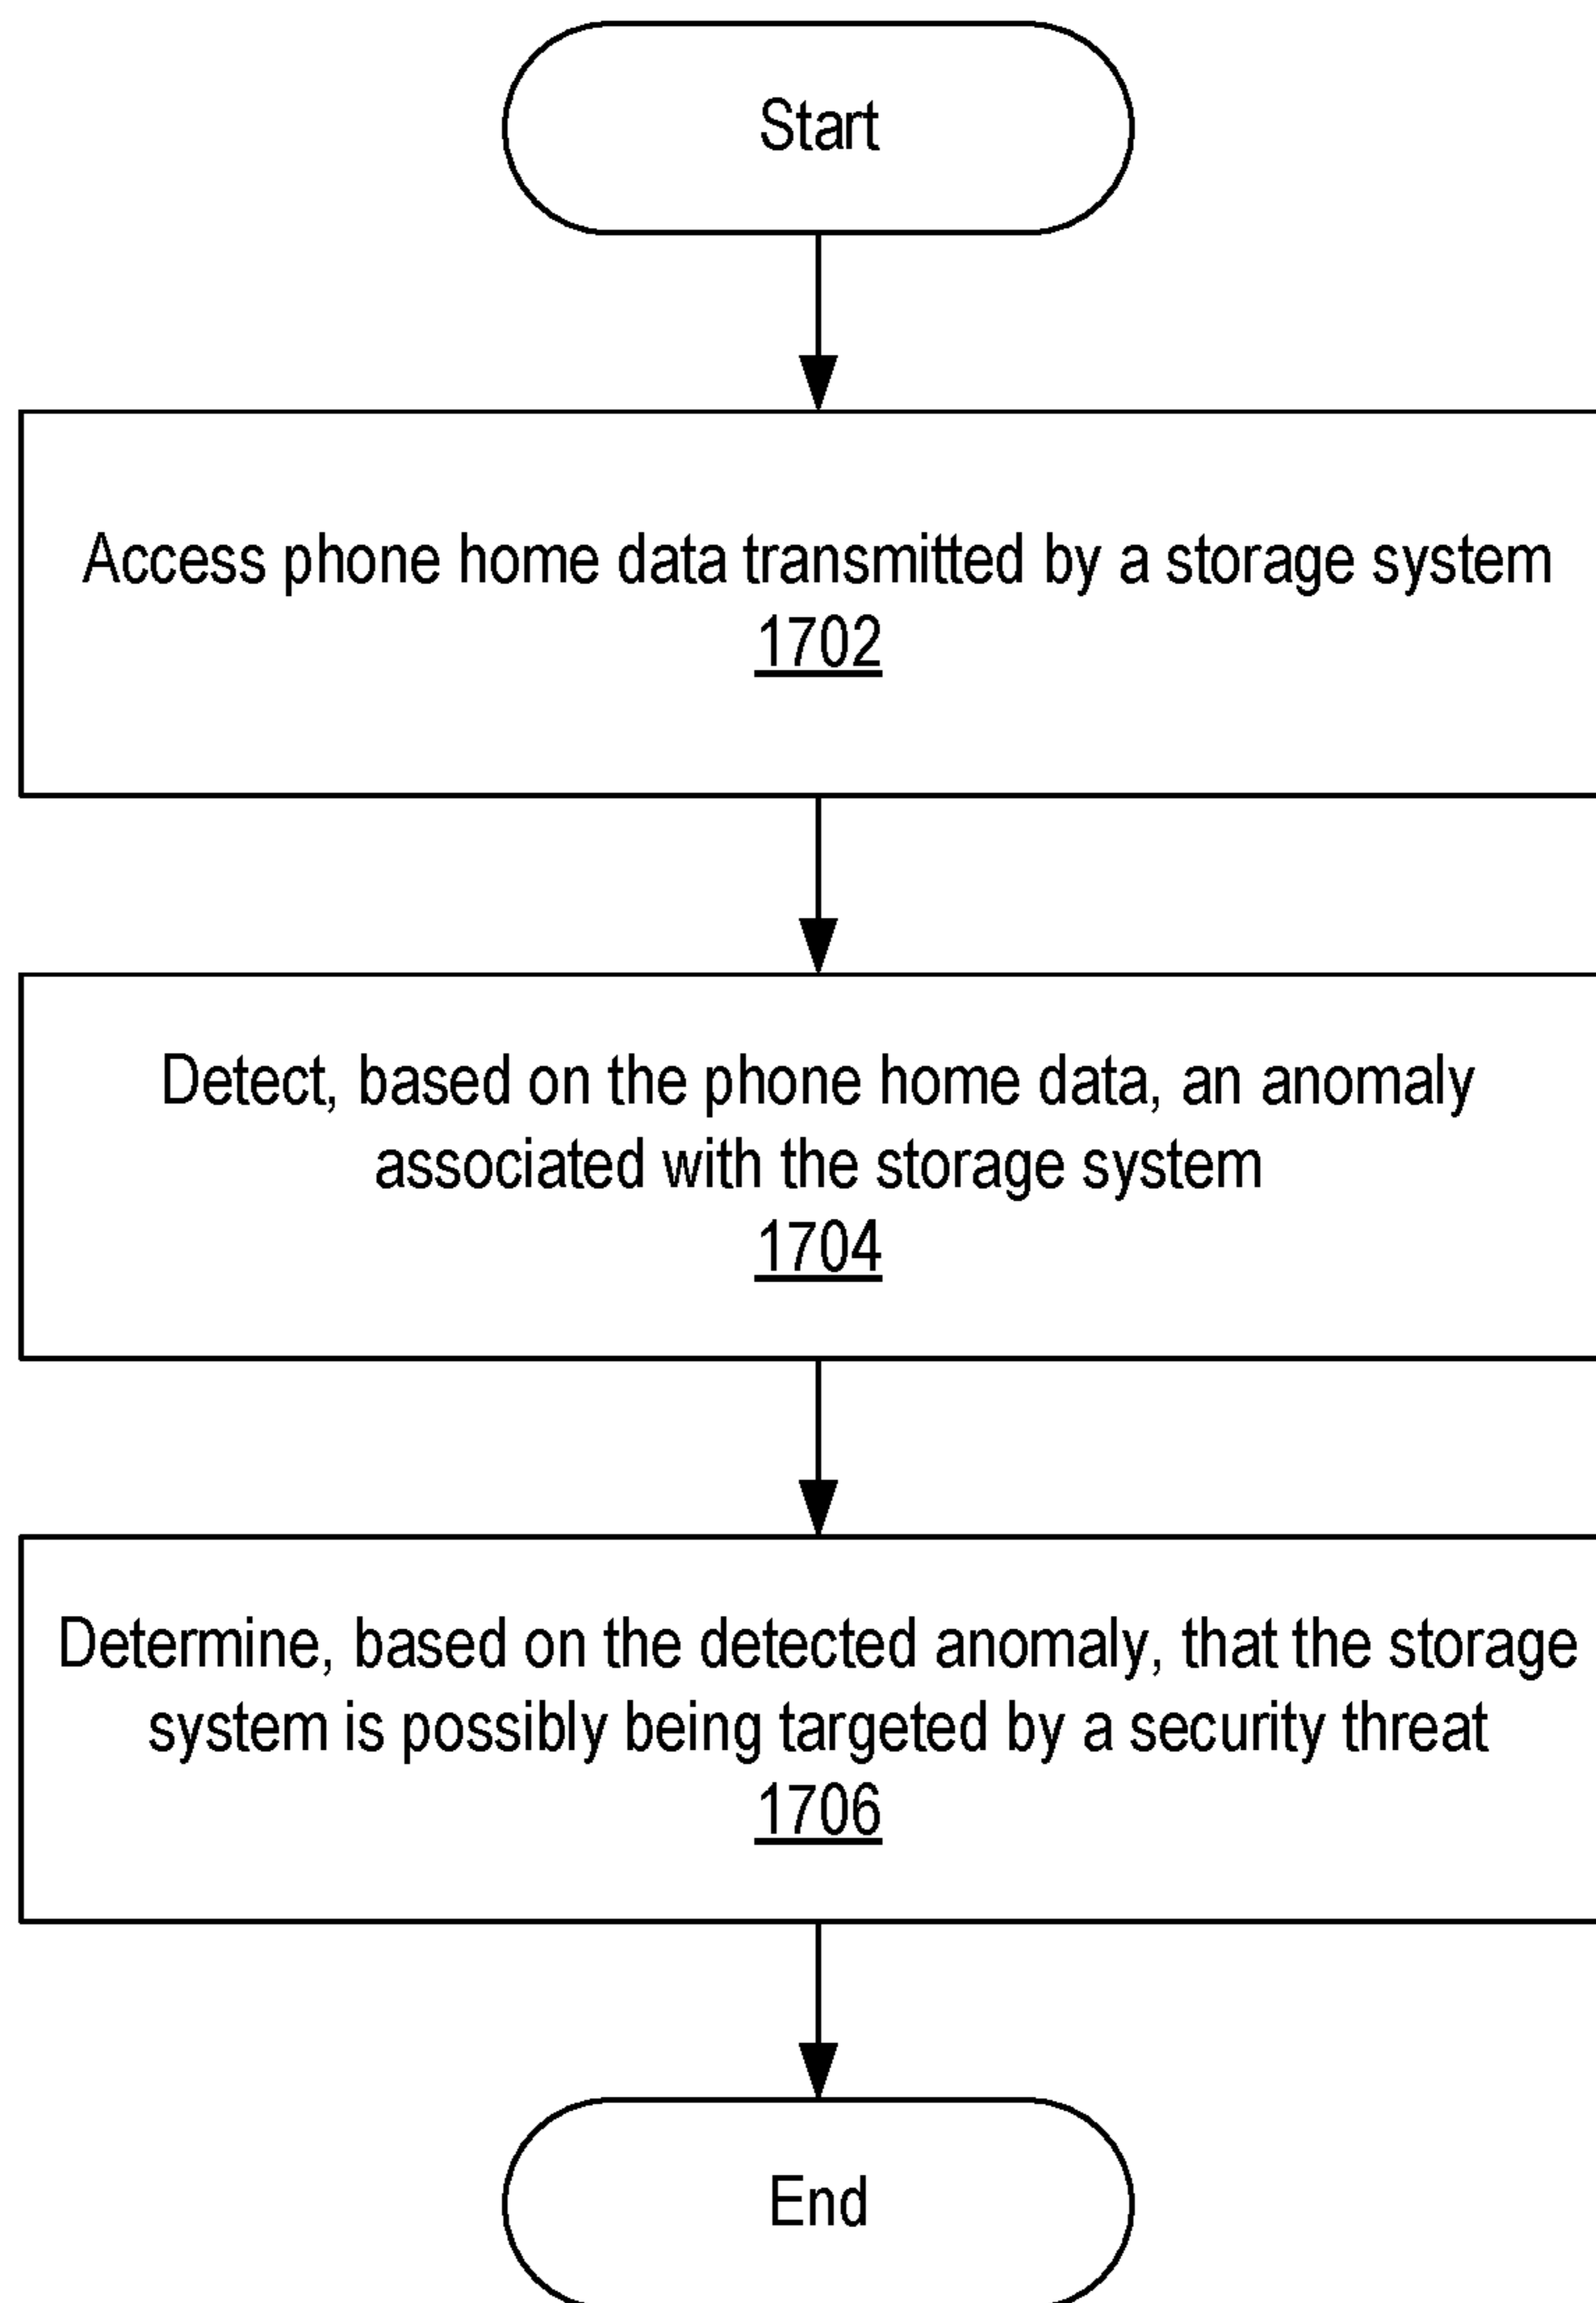 Start
Access phone home data transmitted by a storage system
1702
Detect, based on the phone home data, an anomaly
associated with the storage system
1704
Determine, based on the detected anomaly, that the storage
system is possibly being targeted by a security threat
1706
End